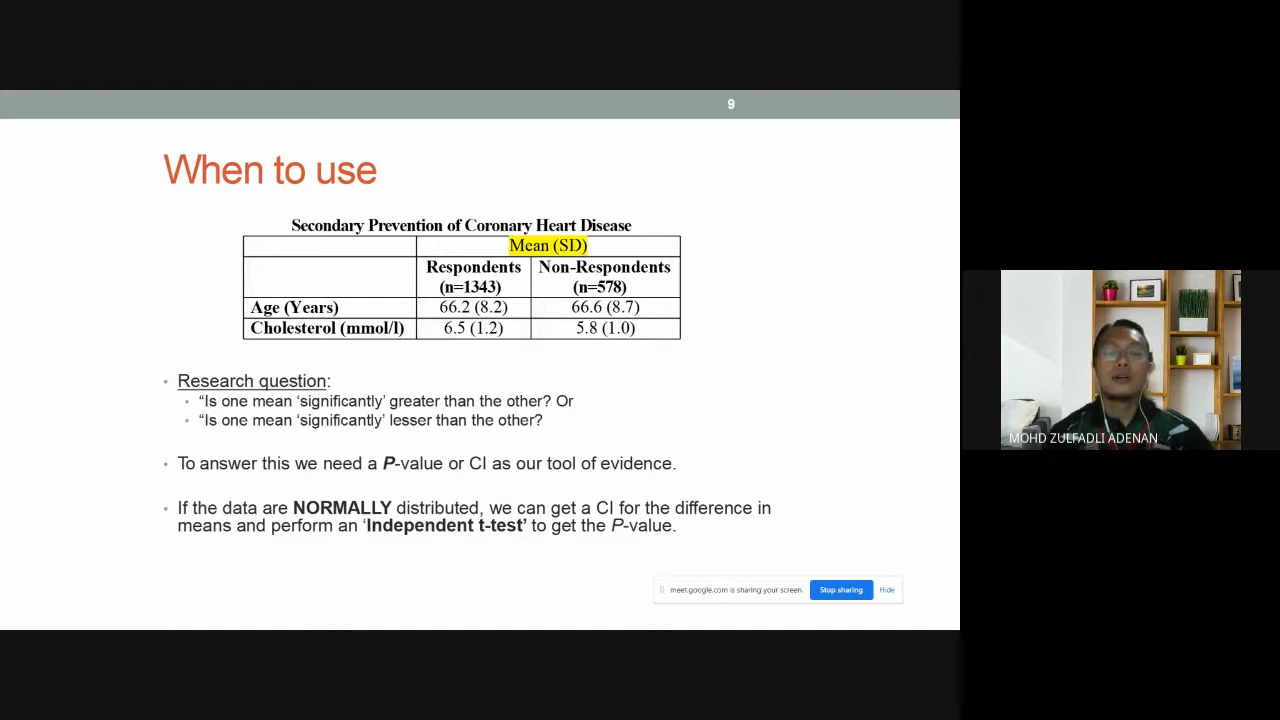 9
When to use
Secondary Prevention of Coronary Heart Disease
Mean (SD)
Respondents Non-Respondents
(n=1343) (n=578)
Age (Years) 66.2 (8.2) 66.6 (8.7)
Cholesterol (mmol/l) 6.5 (1.2) 5.8 (1.0)
• Research question:
• “Is one mean ‘significantly’ greater than the other? Or
• “Is one mean ‘significantly’ lesser than the other?
• To answer this we need a P-value or CI as our tool of evidence.
• If the data are NORMALLY distributed, we can get a CI for the difference in
means and perform an ‘Independent t-test’ to get the P-value.
meet.google.com is sharing your screen. Stop sharing Hide
MOHD ZULFADLI ADENAN